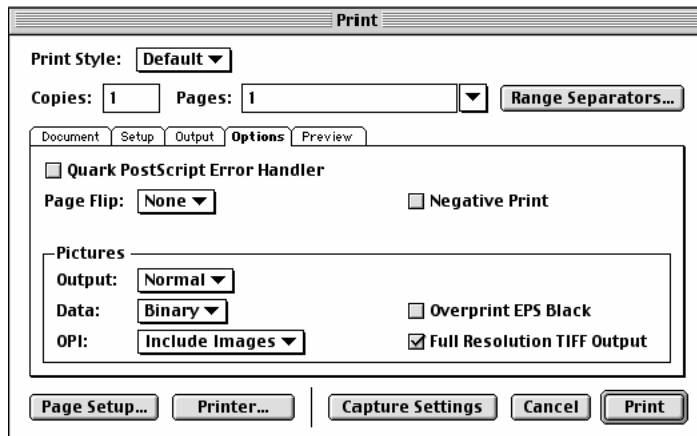 Print
Print Style: Default
Copies: 1 Pages: 1 Range Separators...
Document Setup Output Options Preview
Quark PostScript Error Handler
Page Flip: None Negative Print
Pictures
Output: Normal
Data: Binary Overprint EPS Black
OPI: Include Images Full Resolution TIFF Output
Page Setup... Printer... Capture Settings Cancel Print